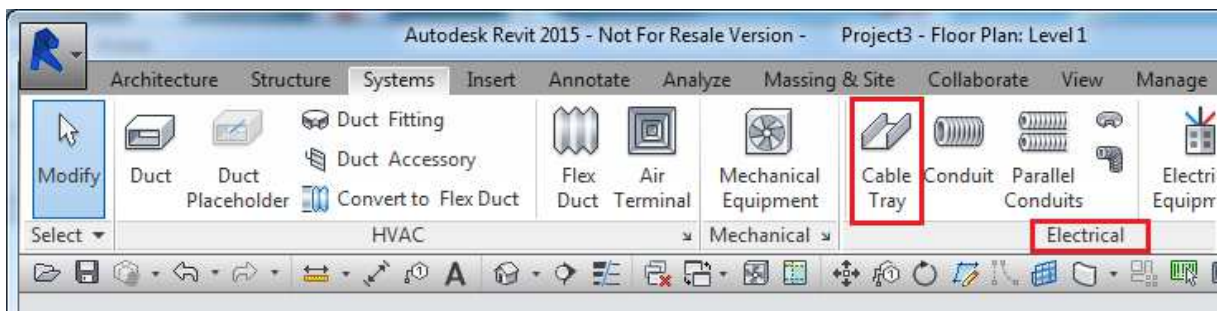 Autodesk Revit 2015 - Not For Resale Version - Project3 - Floor Plan: Level 1
Architecture Structure Systems Insert Annotate Analyze Massing & Site Collaborate View Manage
Modify
Duct
Duct Placeholder
Duct Fitting
Duct Accessory
Convert to Flex Duct
Flex Duct
Air Terminal
Mechanical Equipment
Cable Tray
Conduit
Parallel Conduits
Electri
Equipm
Select HVAC Mechanical Electrical